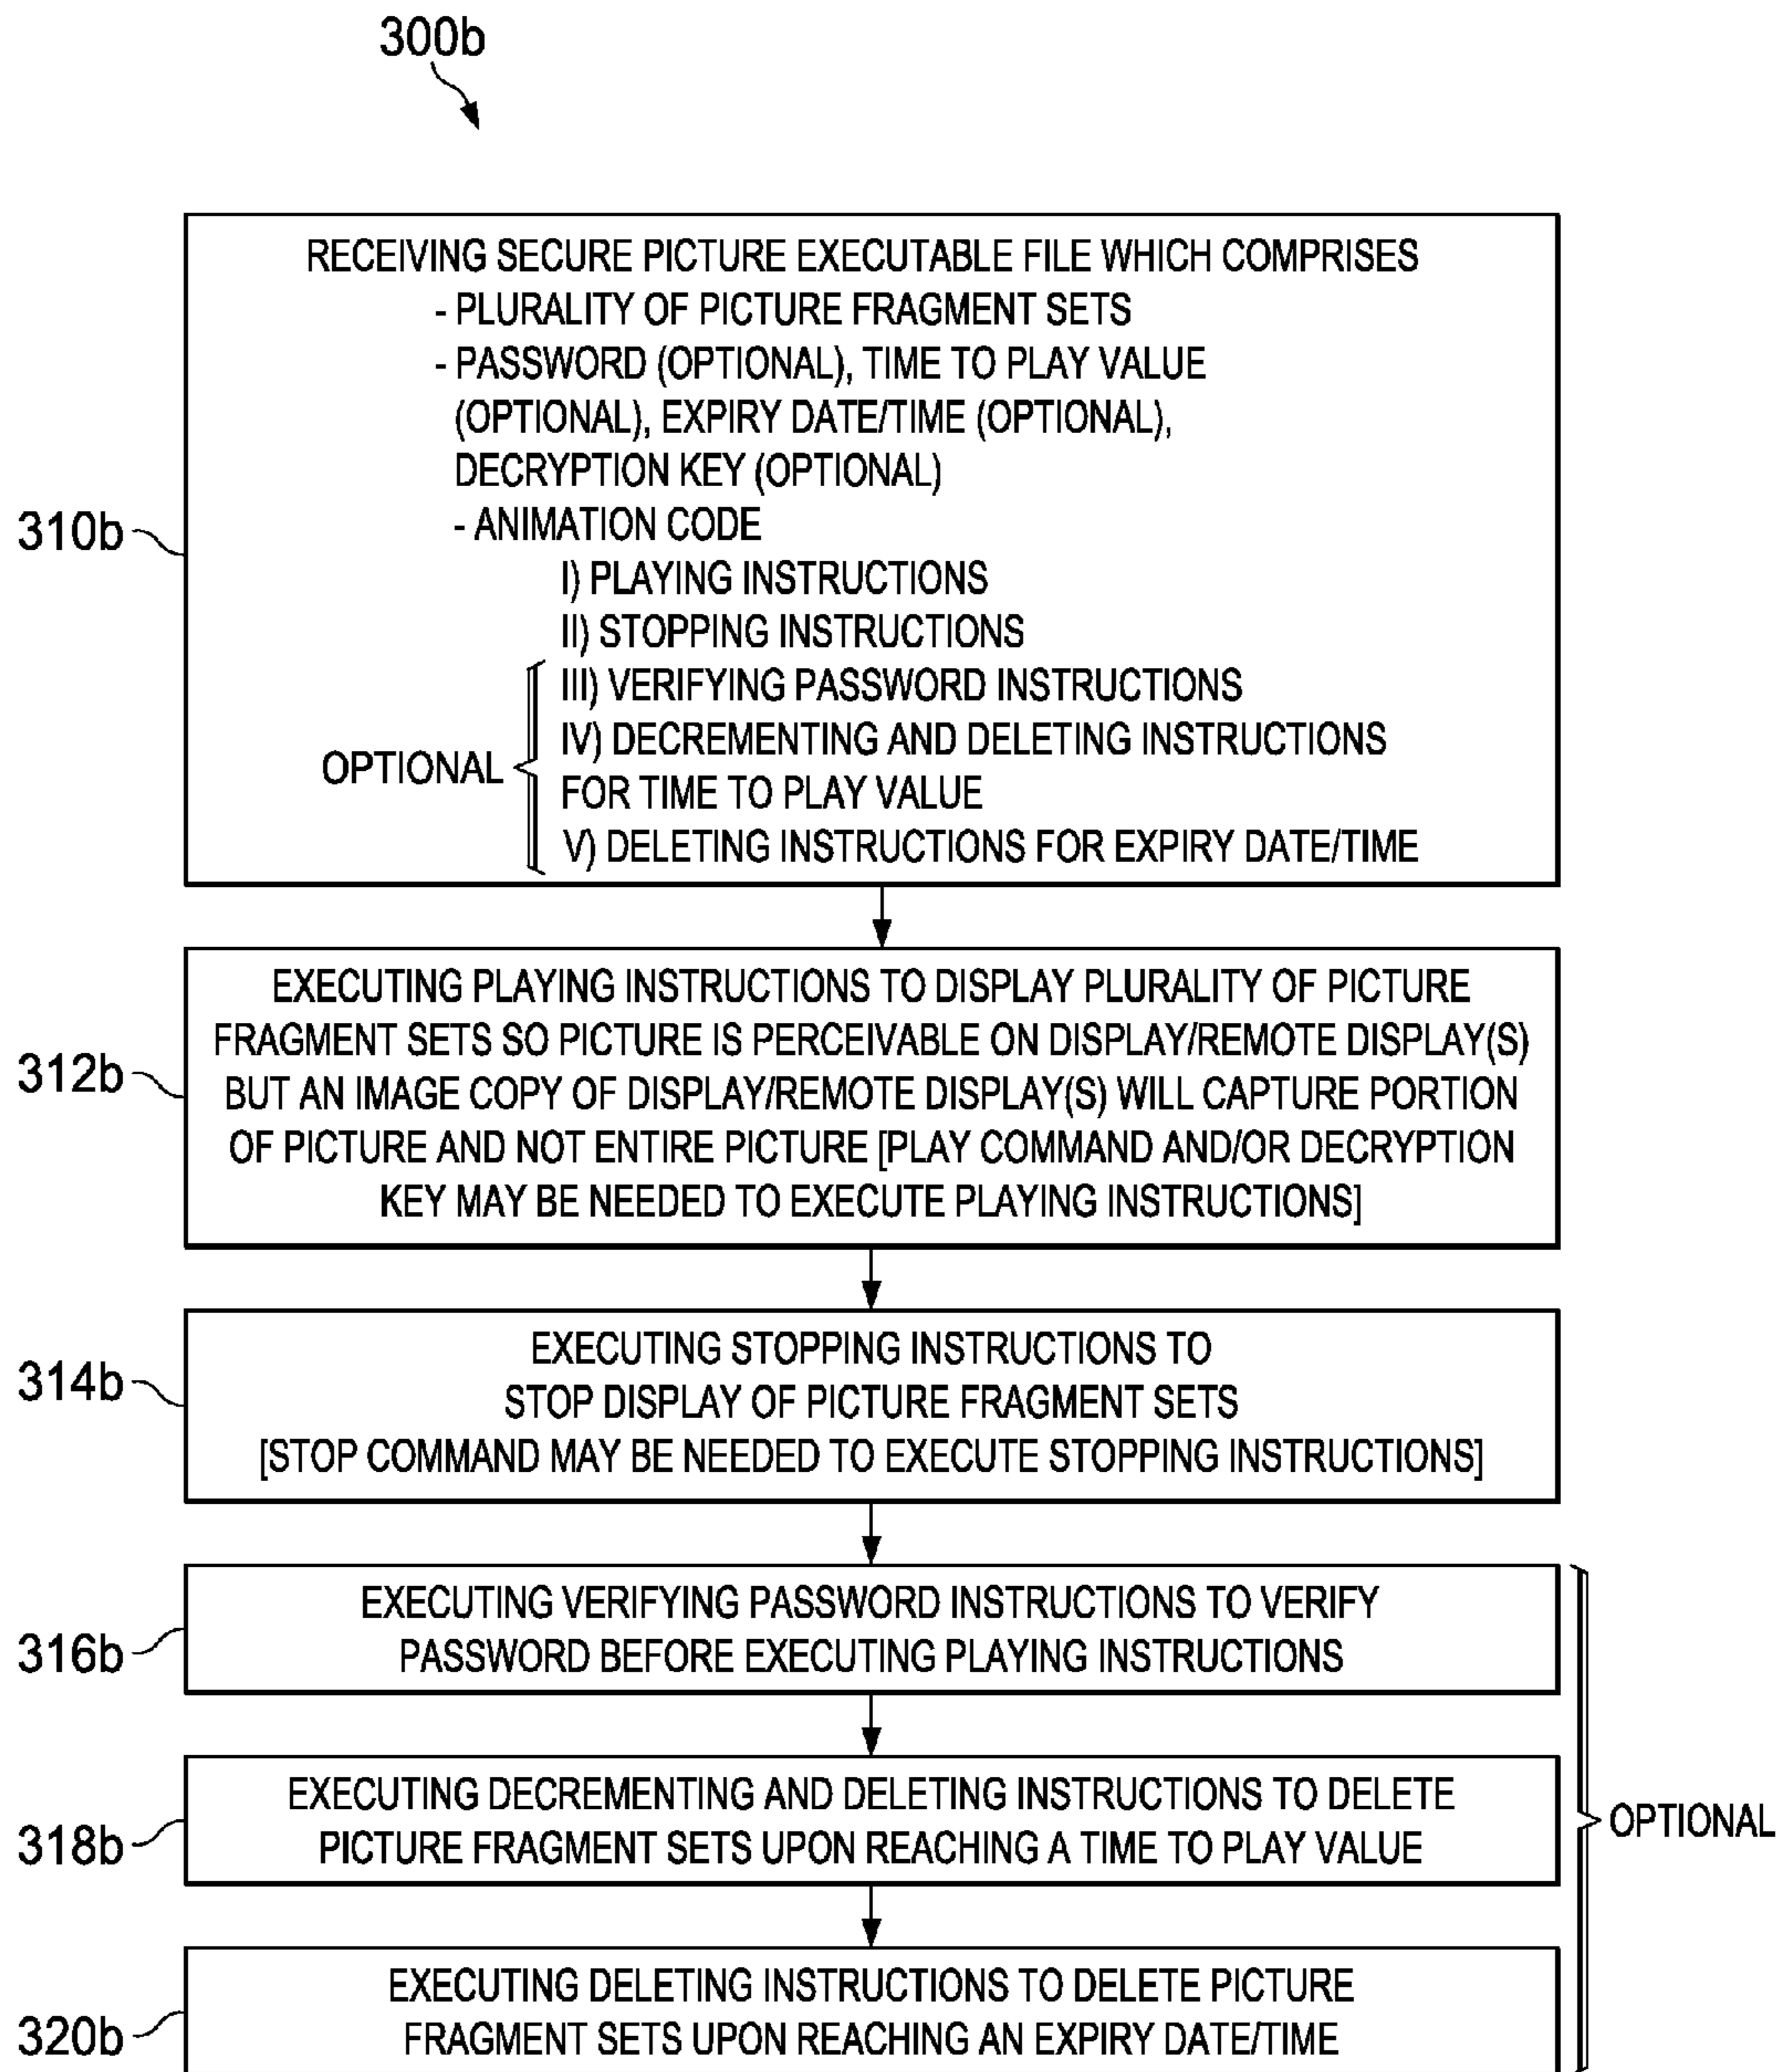 300b
310b
RECEIVING SECURE PICTURE EXECUTABLE FILE WHICH COMPRISES
- PLURALITY OF PICTURE FRAGMENT SETS
- PASSWORD (OPTIONAL), TIME TO PLAY VALUE
(OPTIONAL), EXPIRY DATE/TIME (OPTIONAL),
DECRYPTION KEY (OPTIONAL)
- ANIMATION CODE
I) PLAYING INSTRUCTIONS
II) STOPPING INSTRUCTIONS
OPTIONAL
III) VERIFYING PASSWORD INSTRUCTIONS
IV) DECREMENTING AND DELETING INSTRUCTIONS
FOR TIME TO PLAY VALUE
V) DELETING INSTRUCTIONS FOR EXPIRY DATE/TIME
312b
EXECUTING PLAYING INSTRUCTIONS TO DISPLAY PLURALITY OF PICTURE
FRAGMENT SETS SO PICTURE IS PERCEIVABLE ON DISPLAY/REMOTE DISPLAY(S)
BUT AN IMAGE COPY OF DISPLAY/REMOTE DISPLAY(S) WILL CAPTURE PORTION
OF PICTURE AND NOT ENTIRE PICTURE [PLAY COMMAND AND/OR DECRYPTION
KEY MAY BE NEEDED TO EXECUTE PLAYING INSTRUCTIONS]
314b
EXECUTING STOPPING INSTRUCTIONS TO
STOP DISPLAY OF PICTURE FRAGMENT SETS
[STOP COMMAND MAY BE NEEDED TO EXECUTE STOPPING INSTRUCTIONS]
316b
EXECUTING VERIFYING PASSWORD INSTRUCTIONS TO VERIFY
PASSWORD BEFORE EXECUTING PLAYING INSTRUCTIONS
318b
EXECUTING DECREMENTING AND DELETING INSTRUCTIONS TO DELETE
PICTURE FRAGMENT SETS UPON REACHING A TIME TO PLAY VALUE
OPTIONAL
320b
EXECUTING DELETING INSTRUCTIONS TO DELETE PICTURE
FRAGMENT SETS UPON REACHING AN EXPIRY DATE/TIME